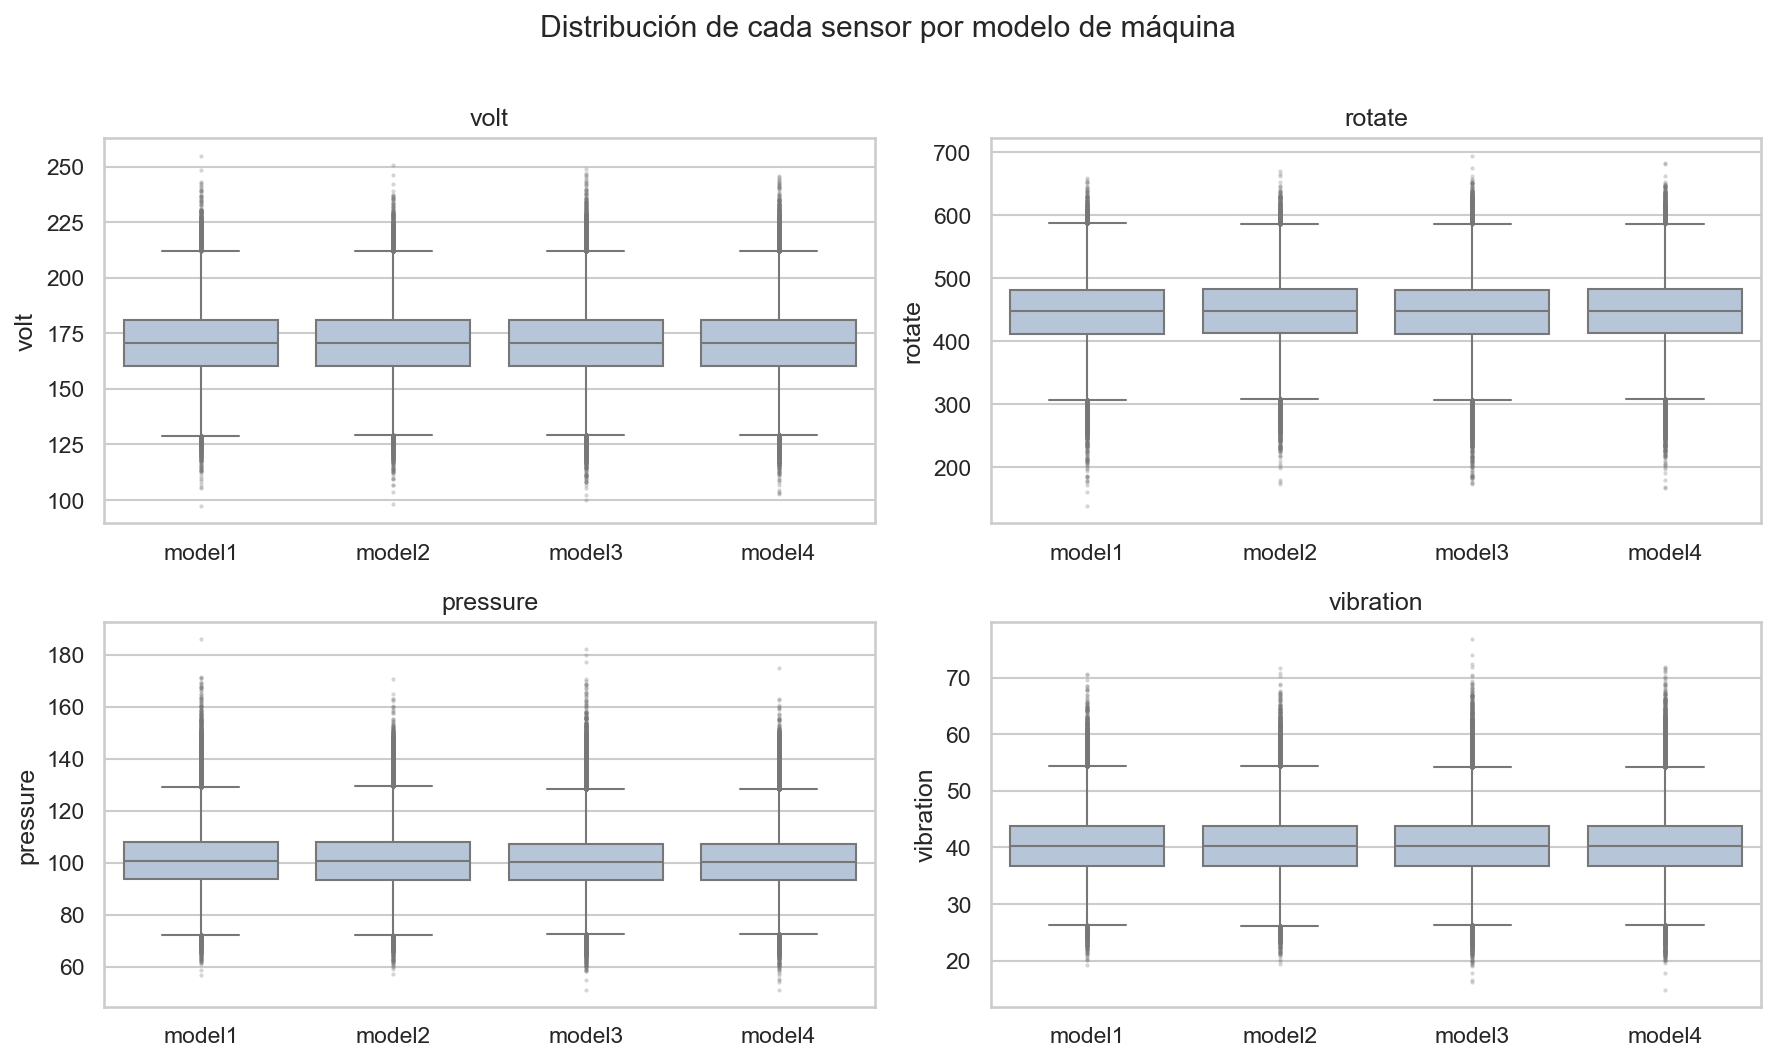 Distribución de cada sensor por modelo de máquina
volt
250
225
200
175
150
125
100
volt
model1 model2 model3 model4
rotate
700
600
500
400
300
200
rotate
model1 model2 model3 model4
pressure
180
160
140
120
100
80
60
pressure
model1 model2 model3 model4
vibration
70
60
50
40
30
20
vibration
model1 model2 model3 model4